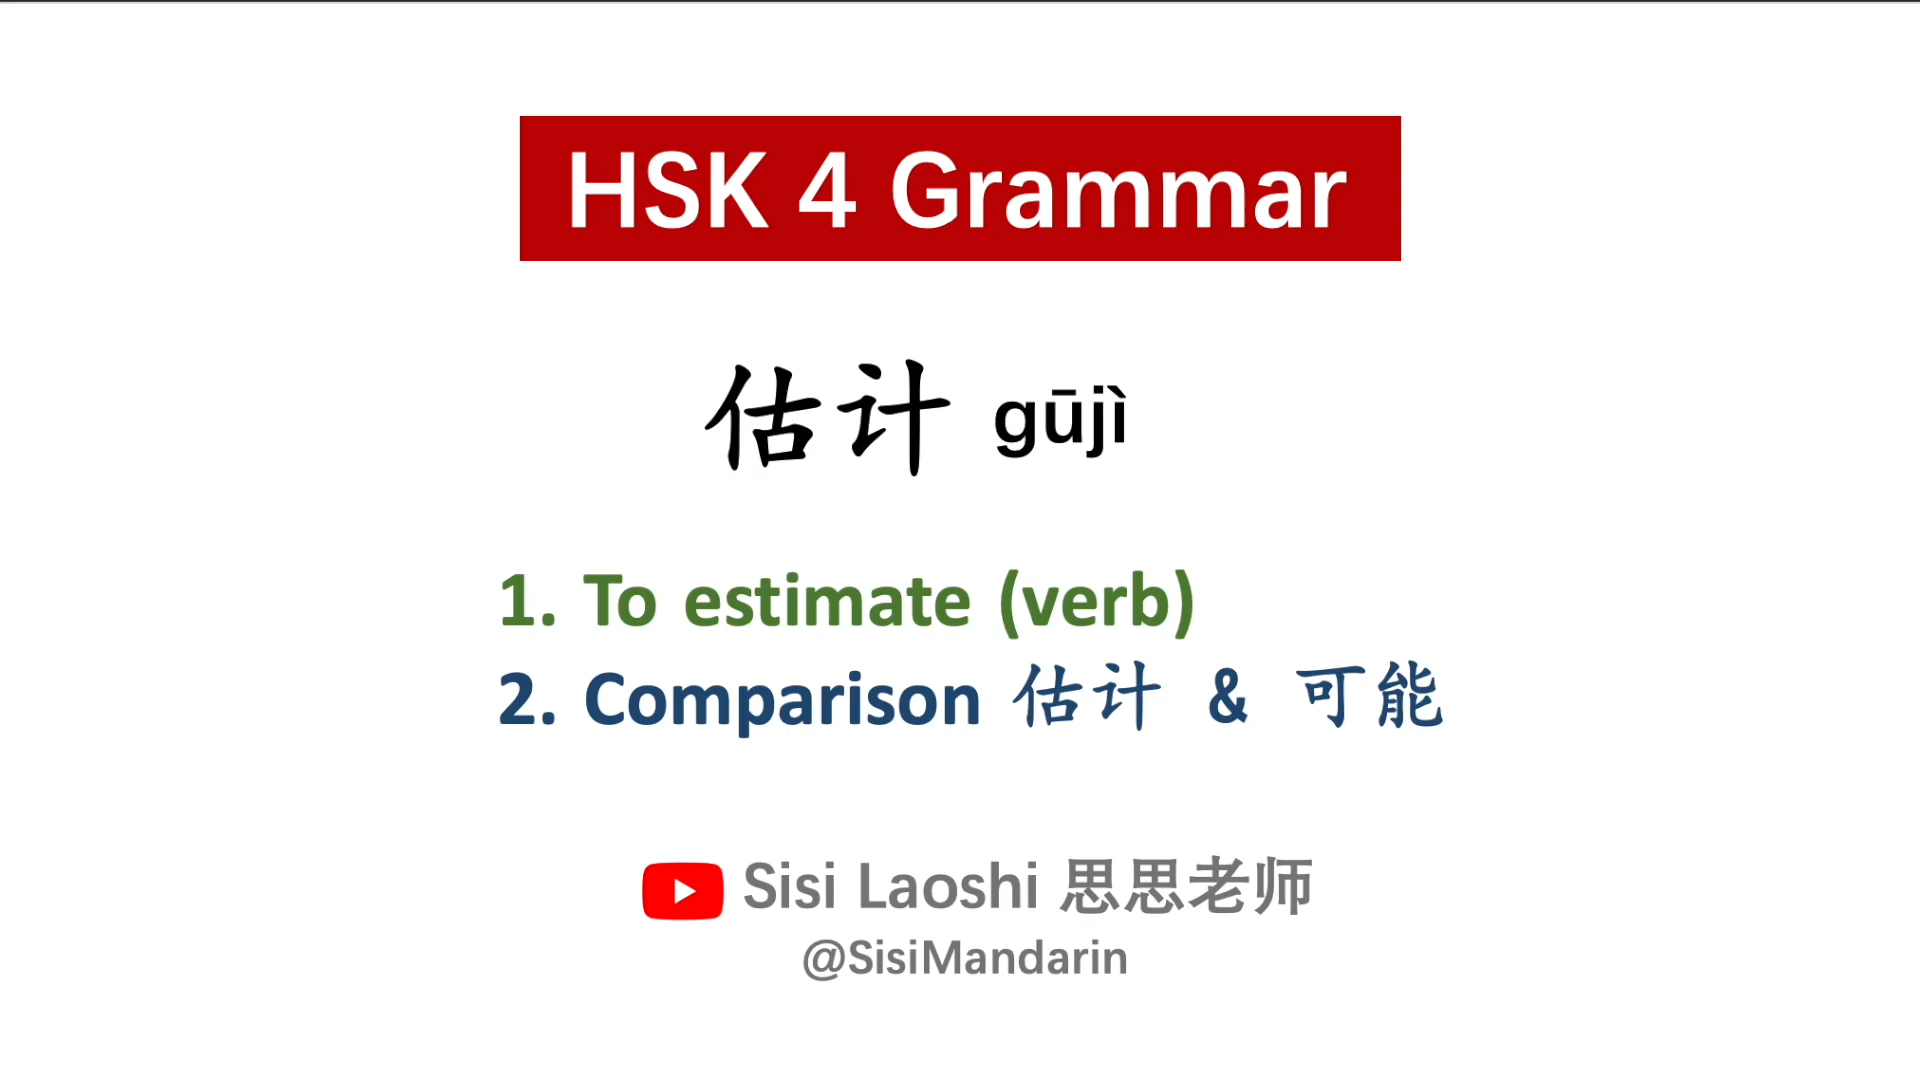 HSK 4 Grammar
估计 gūjì
1. To estimate (verb)
2. Comparison 估计 & 可能
Sisi Laoshi 思思老师
@SisiMandarin